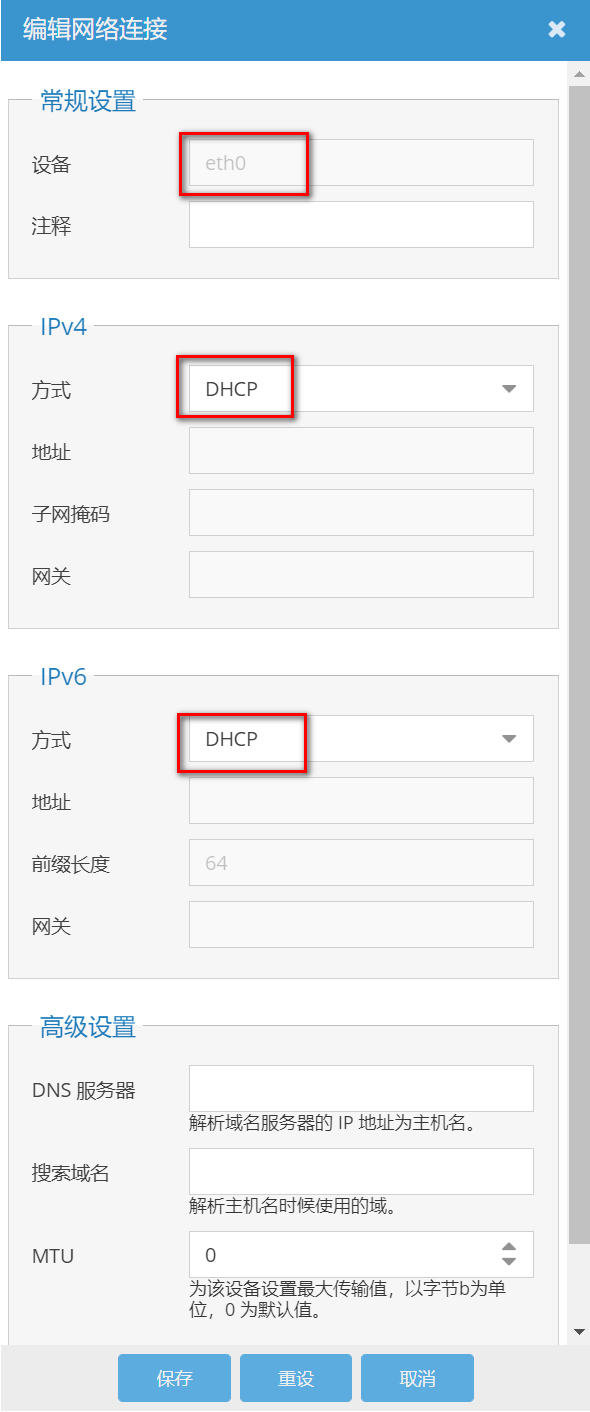 编辑网络连接
常规设置
设备
eth0
注释
IPv4
方式
DHCP
地址
子网掩码
网关
IPv6
方式
DHCP
地址
前缀长度
64
网关
高级设置
DNS 服务器
解析域名服务器的 IP 地址为主机名。
搜索域名
解析主机名时候使用的域。
MTU
0
为该设备设置最大传输值，以字节b为单
位，0 为默认值。
保存
重设
取消